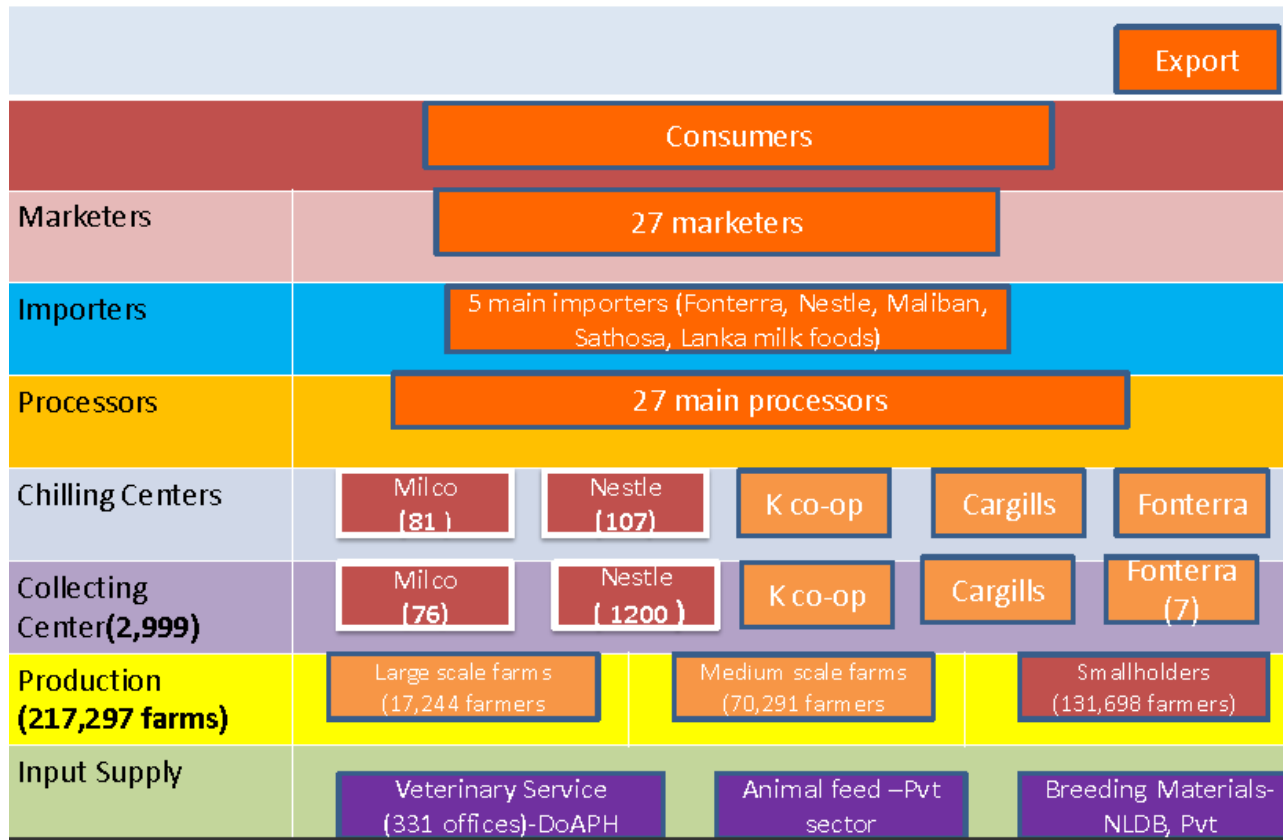 Export
Consumers
Marketers
27 marketers
Importers
5 main importers (Fonterra, Nestle, Maliban,
Sathosa, Lanka milk foods)
Processors
27 main processors
Chilling Centers
Milco
(81 )
Nestle
(107)
K co-op
Cargills
Fonterra
Collecting
Center(2,999)
Milco
(76)
Nestle
( 1200 )
K co-op
Cargills
Fonterra
(7)
Production
(217,297 farms)
Large scale farms
(17,244 farmers
Medium scale farms
(70,291 farmers
Smallholders
(131,698 farmers)
Input Supply
Veterinary Service
(331 offices)-DoAPH
Animal feed –Pvt
sector
Breeding Materials-
NLDB, Pvt